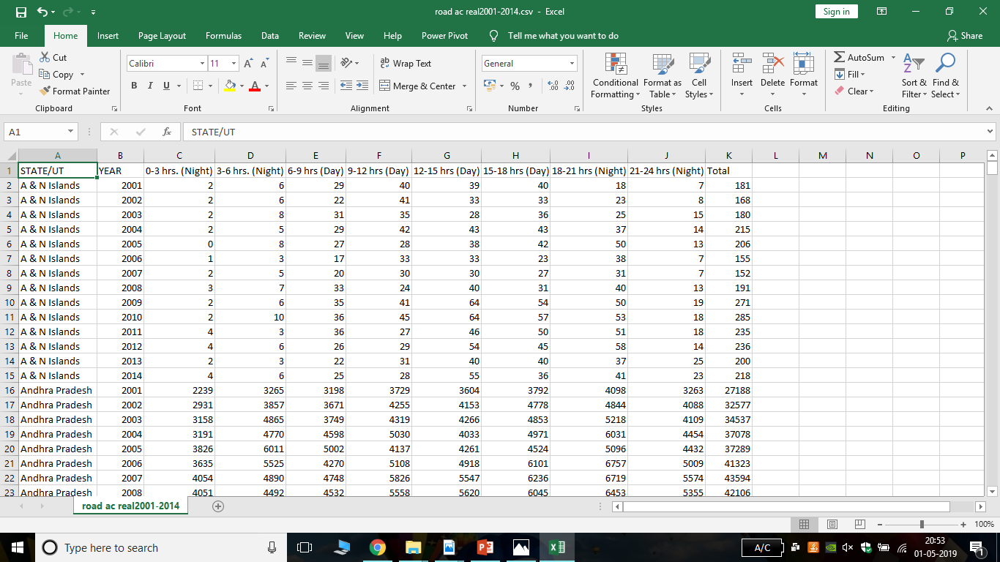 road ac real2001-2014.csv - Excel
Sign in
File Home Insert Page Layout Formulas Data Review View Help Power Pivot Tell me what you want to do Share
Paste
Cut
Copy
Format Painter
Clipboard
Calibri 11
B I U
Font
Wrap Text
Merge & Center
Alignment
General
Number
Conditional Formatting
Format as Table
Cell Styles
Styles
Insert Delete Format
Cells
AutoSum
Fill
Clear
Sort & Filter
Find & Select
Editing
A1 fx STATE/UT
A B C D E F G H I J K L M N O P
1 STATE/UT YEAR 0-3 hrs. (Night) 3-6 hrs. (Night) 6-9 hrs (Day) 9-12 hrs (Day) 12-15 hrs (Day) 15-18 hrs (Day) 18-21 hrs (Night) 21-24 hrs (Night) Total
2 A & N Islands 2001 2 6 29 40 39 40 18 7 181
3 A & N Islands 2002 2 6 22 41 33 33 23 8 168
4 A & N Islands 2003 2 8 31 35 28 36 25 15 180
5 A & N Islands 2004 2 5 29 42 43 43 37 14 215
6 A & N Islands 2005 0 8 27 28 38 42 50 13 206
7 A & N Islands 2006 1 3 17 33 33 23 38 7 155
8 A & N Islands 2007 2 5 20 30 30 27 31 7 152
9 A & N Islands 2008 3 7 33 24 40 31 40 13 191
10 A & N Islands 2009 2 6 35 41 64 54 50 19 271
11 A & N Islands 2010 2 10 36 45 64 57 53 18 285
12 A & N Islands 2011 4 3 36 27 46 50 51 18 235
13 A & N Islands 2012 4 6 26 29 54 45 58 14 236
14 A & N Islands 2013 2 3 22 31 40 40 37 25 200
15 A & N Islands 2014 4 6 25 28 55 36 41 23 218
16 Andhra Pradesh 2001 2239 3265 3198 3729 3604 3792 4098 3263 27188
17 Andhra Pradesh 2002 2931 3857 3671 4255 4153 4778 4844 4088 32577
18 Andhra Pradesh 2003 3158 4865 3749 4319 4266 4853 5218 4109 34537
19 Andhra Pradesh 2004 3191 4770 4598 5030 4033 4971 6031 4454 37078
20 Andhra Pradesh 2005 3826 6011 5002 4137 4261 4524 5096 4432 37289
21 Andhra Pradesh 2006 3635 5525 4270 5108 4918 6101 6757 5009 41323
22 Andhra Pradesh 2007 4054 4890 4748 5826 5547 6236 6719 5574 43594
23 Andhra Pradesh 2008 4051 4492 4532 5558 5620 6045 6453 5355 42106
road ac real2001-2014
100%
Type here to search
A/C
20:53
01-05-2019
1